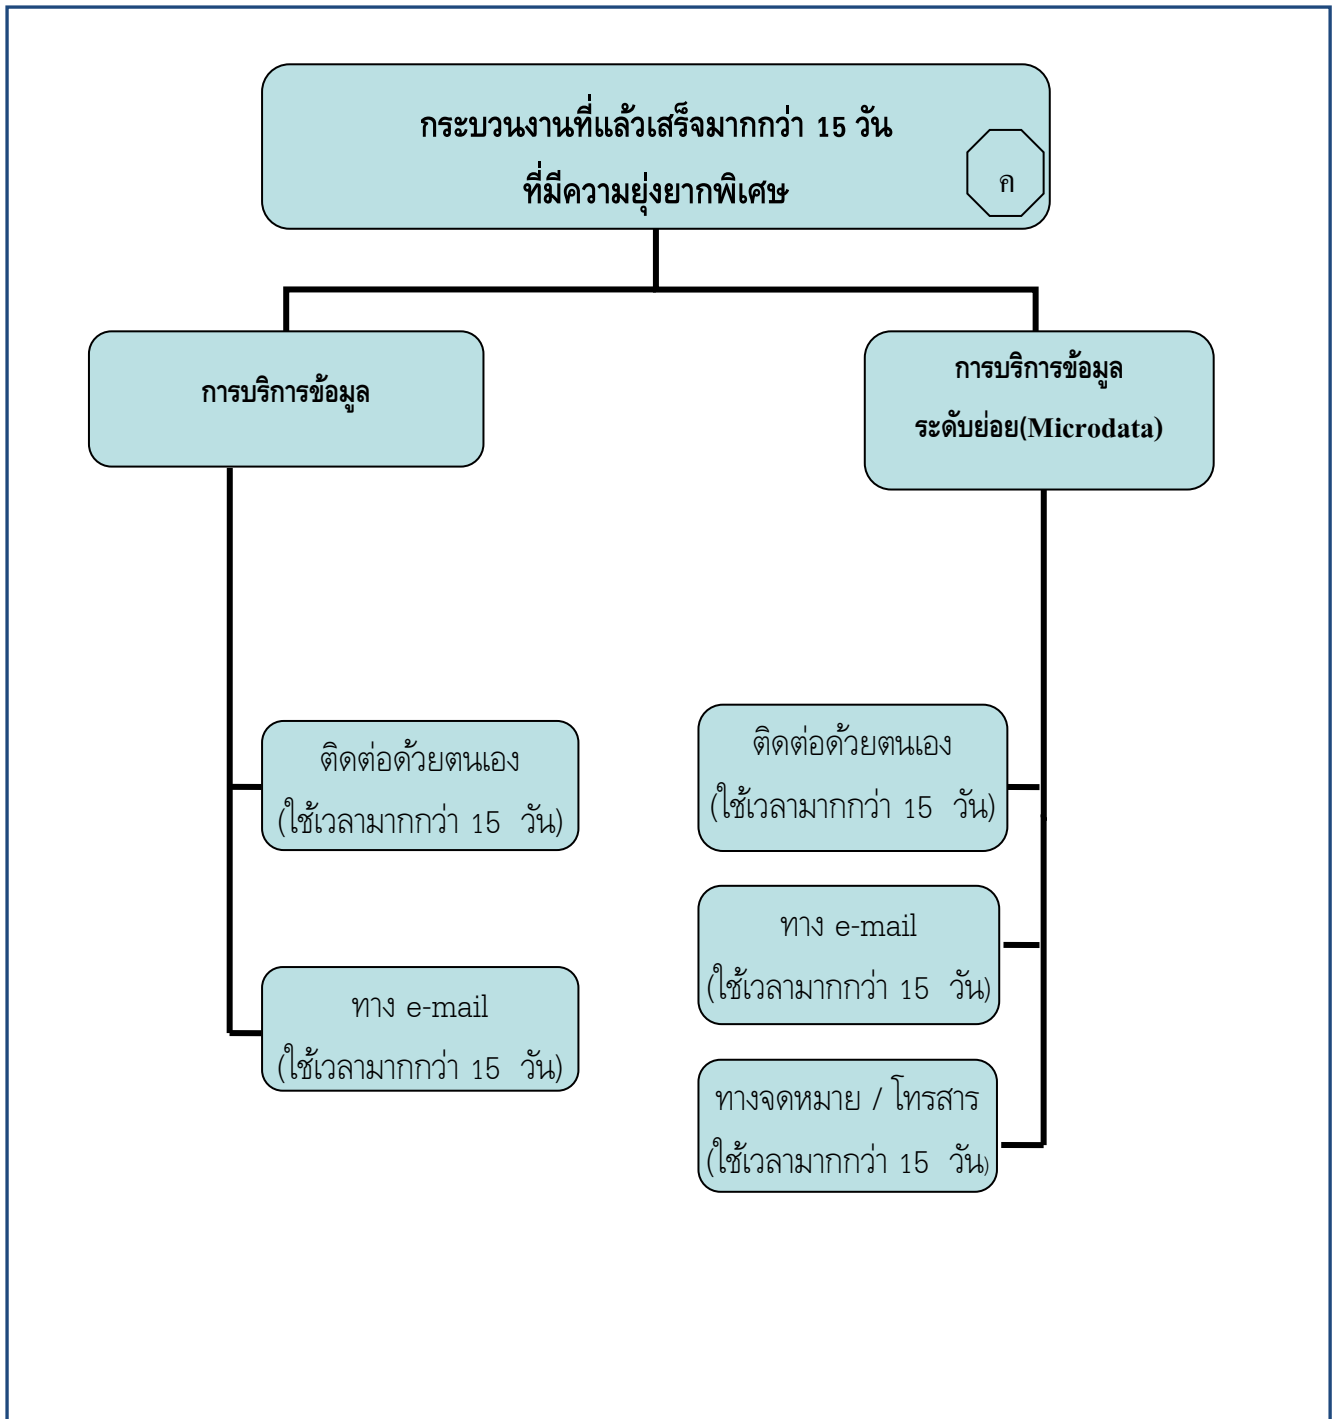 กระบวนงานที่แล้วเสร็จมากกว่า 15 วัน
ที่มีความยุ่งยากพิเศษ
ค
การบริการข้อมูล
การบริการข้อมูล
ระดับย่อย(Microdata)
ติดต่อด้วยตนเอง
(ใช้เวลามากกว่า 15 วัน)
ทาง e-mail
(ใช้เวลามากกว่า 15 วัน)
ติดต่อด้วยตนเอง
(ใช้เวลามากกว่า 15 วัน)
ทาง e-mail
(ใช้เวลามากกว่า 15 วัน)
ทางจดหมาย / โทรสาร
(ใช้เวลามากกว่า 15 วัน)